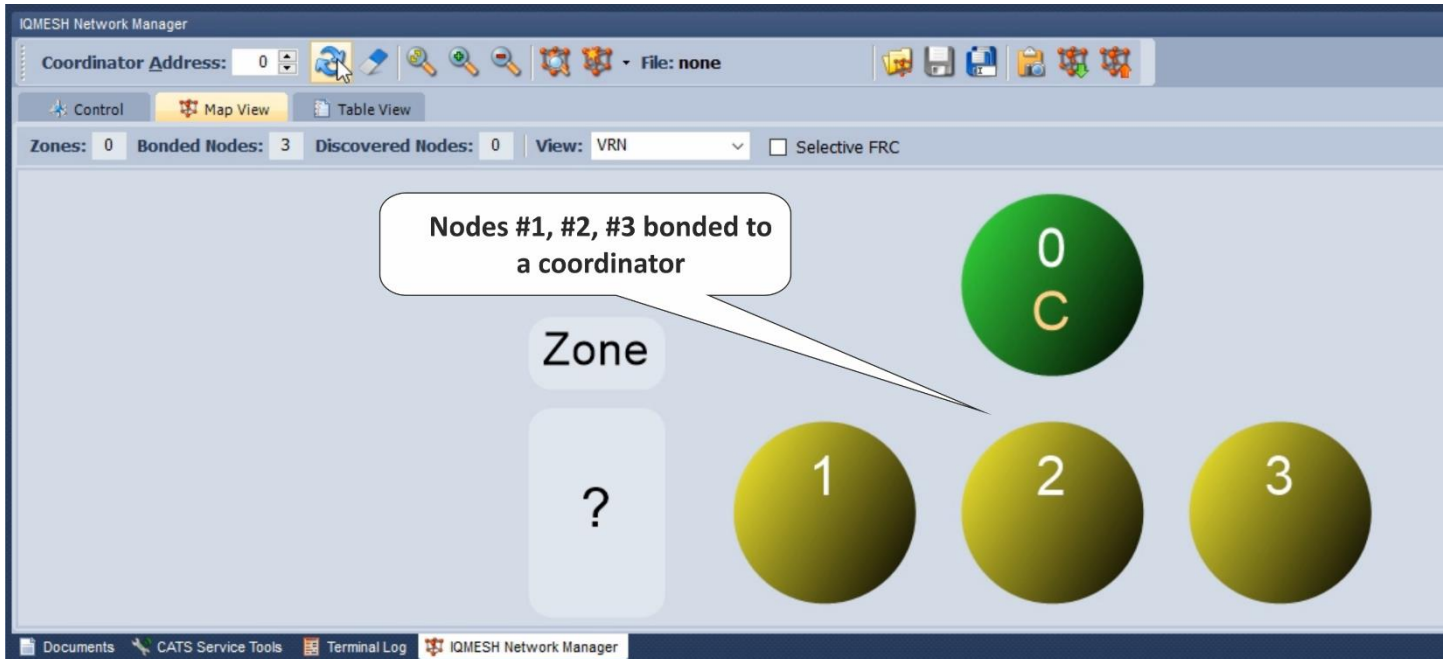 IQMESH Network Manager
Coordinator Address: 0 File: none
Control Map View Table View
Zones: 0 Bonded Nodes: 3 Discovered Nodes: 0 View: VRN Selective FRC
Nodes #1, #2, #3 bonded to
a coordinator
0
C
Zone
?
1 2 3
Documents CATS Service Tools Terminal Log IQMESH Network Manager